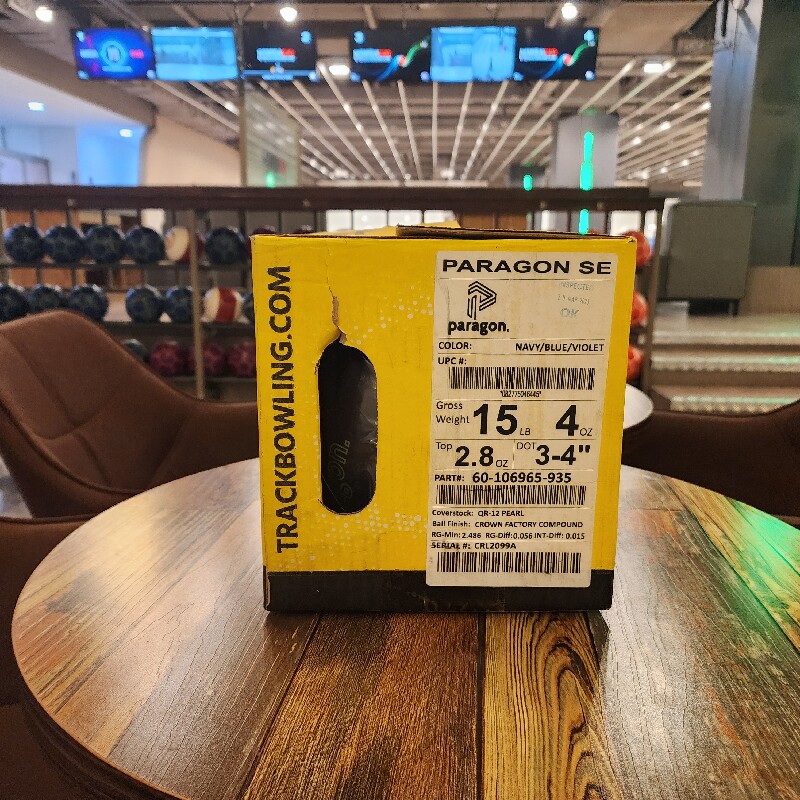 TRACKBOWLING.COM
PARAGON SE
INSPECTED
OK
paragon.
COLOR: NAVY/BLUE/VIOLET
UPC #:
Gross Weight 15 LB 4 OZ
Top 2.8 OZ DOT 3-4"
PART#: 60-106965-935
Coverstock: QR-12 PEARL
Ball Finish: CROWN FACTORY COMPOUND
RG-Min: 2.486 RG-Diff: 0.056 INT-Diff: 0.015
SERIAL #: CRL2099A